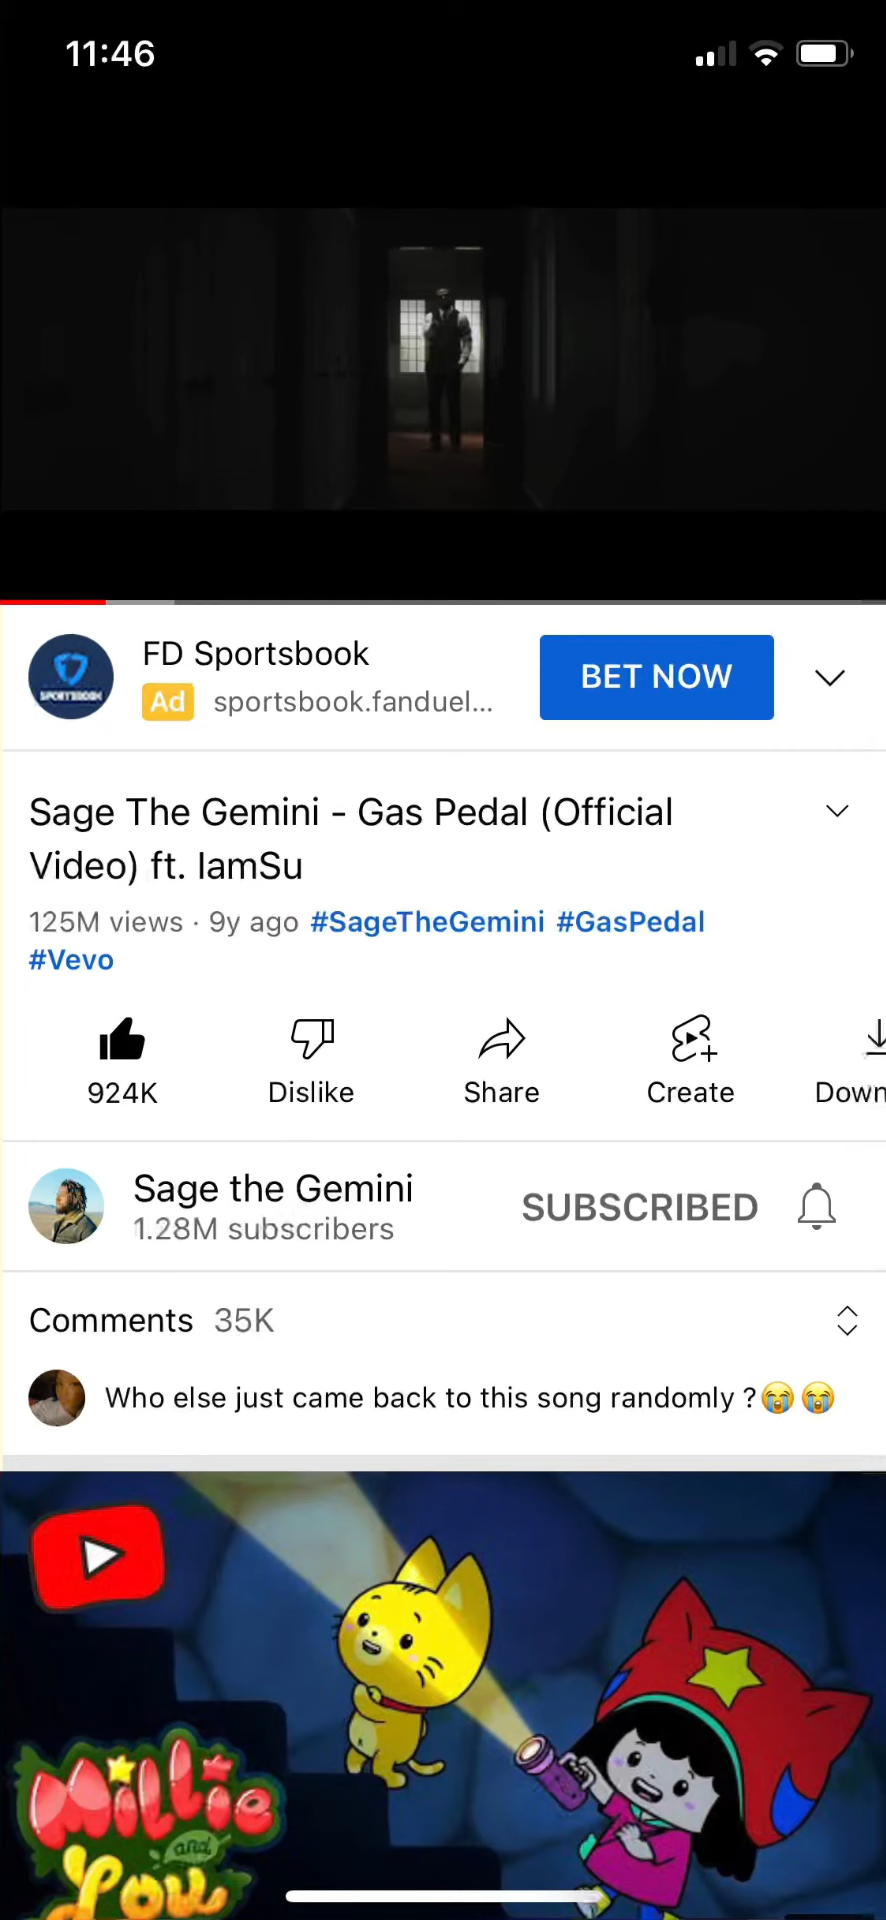 11:46
FD Sportsbook
SPORTSBOOK
Ad sportsbook.fanduel...
BET NOW
Sage The Gemini - Gas Pedal (Official
Video) ft. IamSu
125M views · 9y ago #SageTheGemini #GasPedal
#Vevo
924K
Dislike
Share
Create
Down
Sage the Gemini
1.28M subscribers
SUBSCRIBED
Comments 35K
Who else just came back to this song randomly ?😭😭
Millie
and
Lou